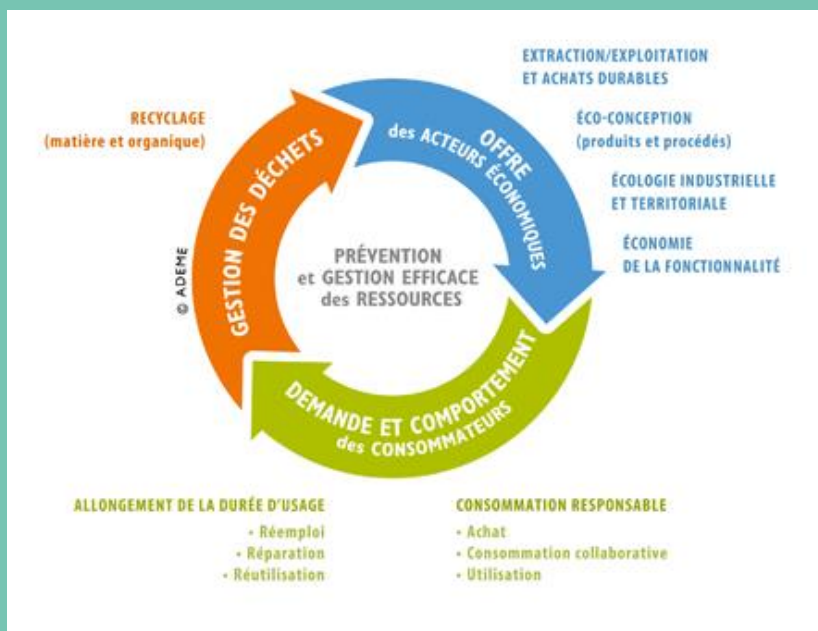 EXTRACTION/EXPLOITATION
ET ACHATS DURABLES
ÉCO-CONCEPTION
(produits et procédés)
ÉCOLOGIE INDUSTRIELLE
ET TERRITORIALE
ÉCONOMIE
DE LA FONCTIONNALITÉ
RECYCLAGE
(matière et organique)
OFFRE
des ACTEURS ÉCONOMIQUES
GESTION DES DÉCHETS
PRÉVENTION
et GESTION EFFICACE
des RESSOURCES
© ADEME
DEMANDE ET COMPORTEMENT
des CONSOMMATEURS
ALLONGEMENT DE LA DURÉE D'USAGE
• Réemploi
• Réparation
• Réutilisation
CONSOMMATION RESPONSABLE
• Achat
• Consommation collaborative
• Utilisation